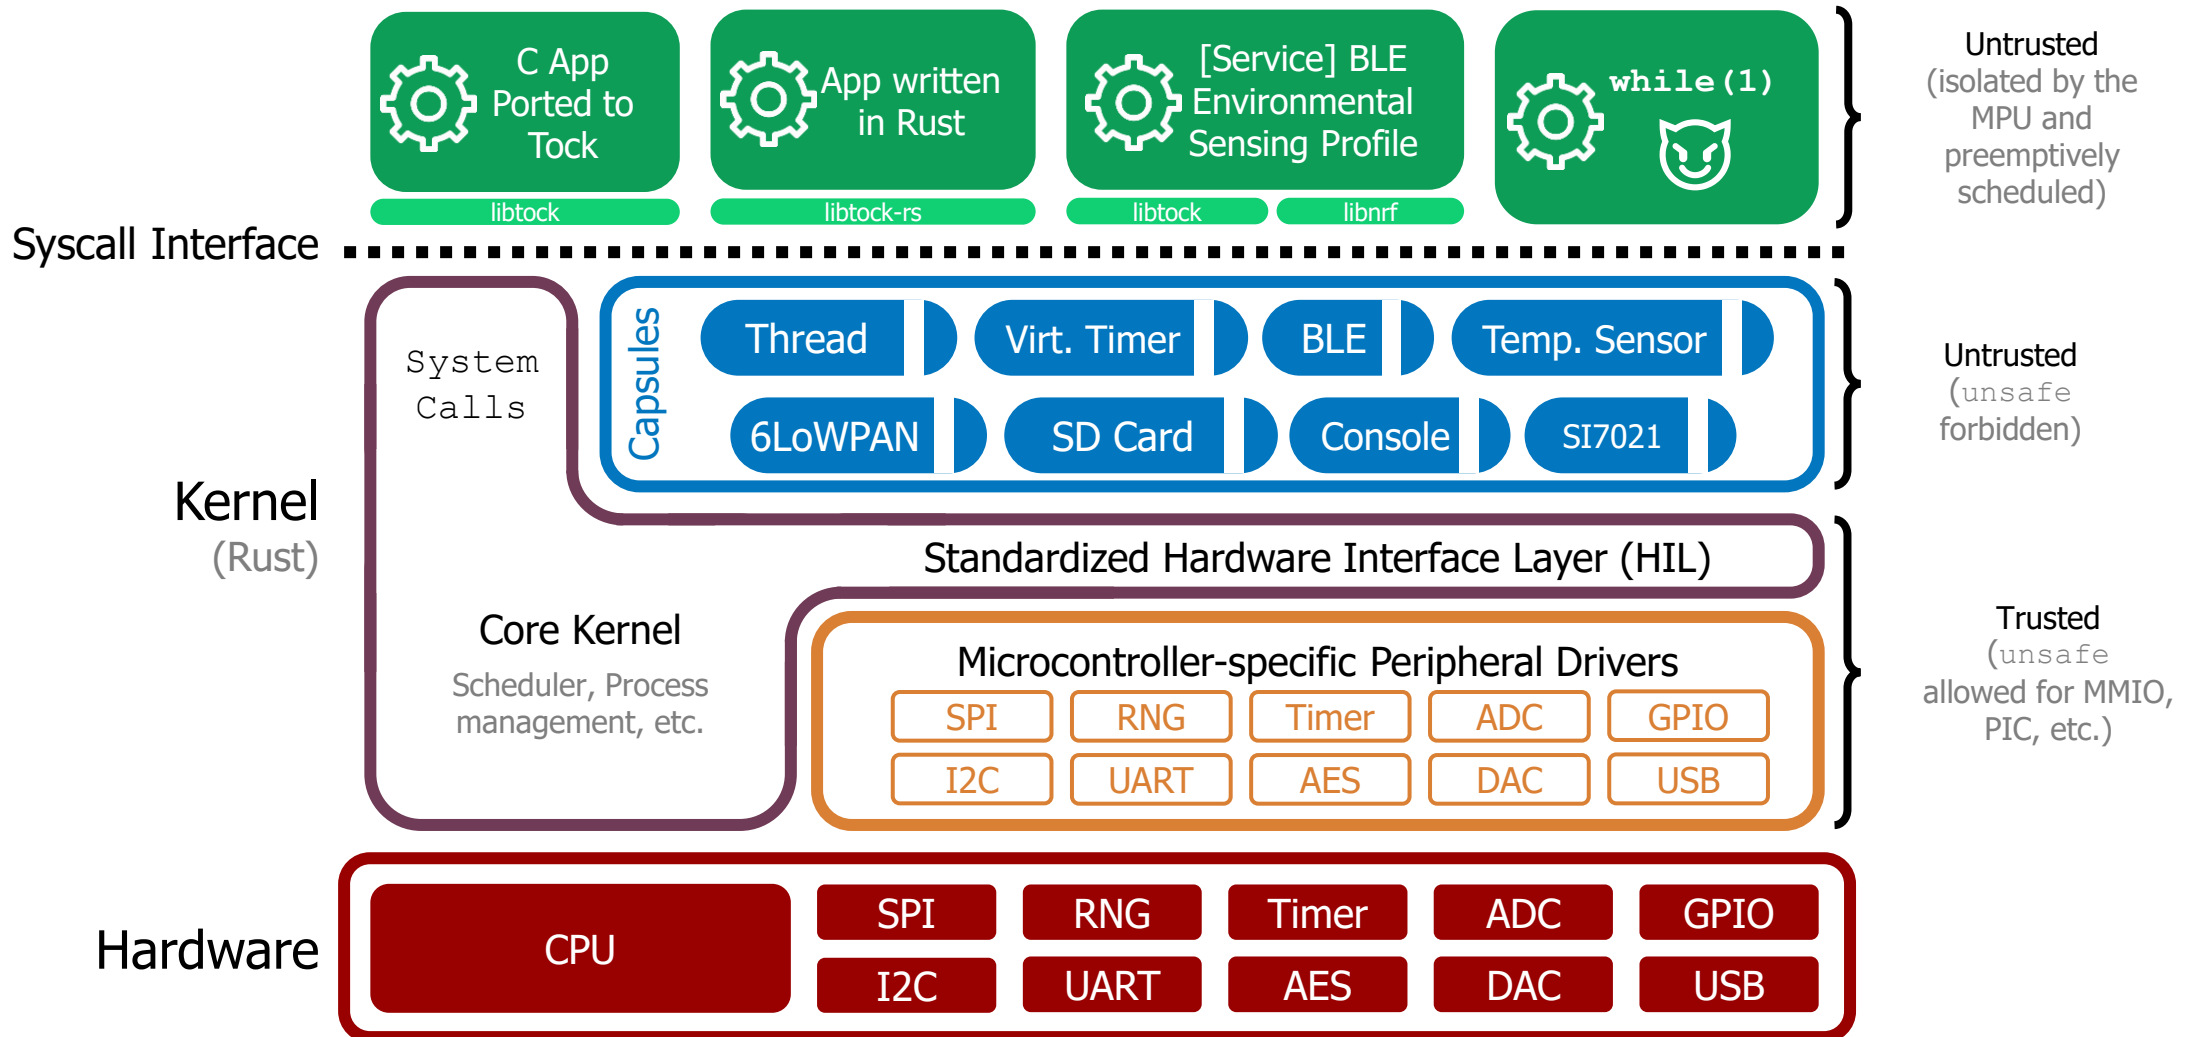 C App
Ported to
Tock
libtock
App written
in Rust
libtock-rs
[Service] BLE
Environmental
Sensing Profile
libtock
libnrf
while(1)
Untrusted
(isolated by the
MPU and
preemptively
scheduled)
Syscall Interface
Kernel
(Rust)
System
Calls
Capsules
Thread
Virt. Timer
BLE
Temp. Sensor
6LoWPAN
SD Card
Console
SI7021
Untrusted
(unsafe
forbidden)
Standardized Hardware Interface Layer (HIL)
Core Kernel
Scheduler, Process
management, etc.
Microcontroller-specific Peripheral Drivers
SPI
RNG
Timer
ADC
GPIO
I2C
UART
AES
DAC
USB
Trusted
(unsafe
allowed for MMIO,
PIC, etc.)
Hardware
CPU
SPI
RNG
Timer
ADC
GPIO
I2C
UART
AES
DAC
USB